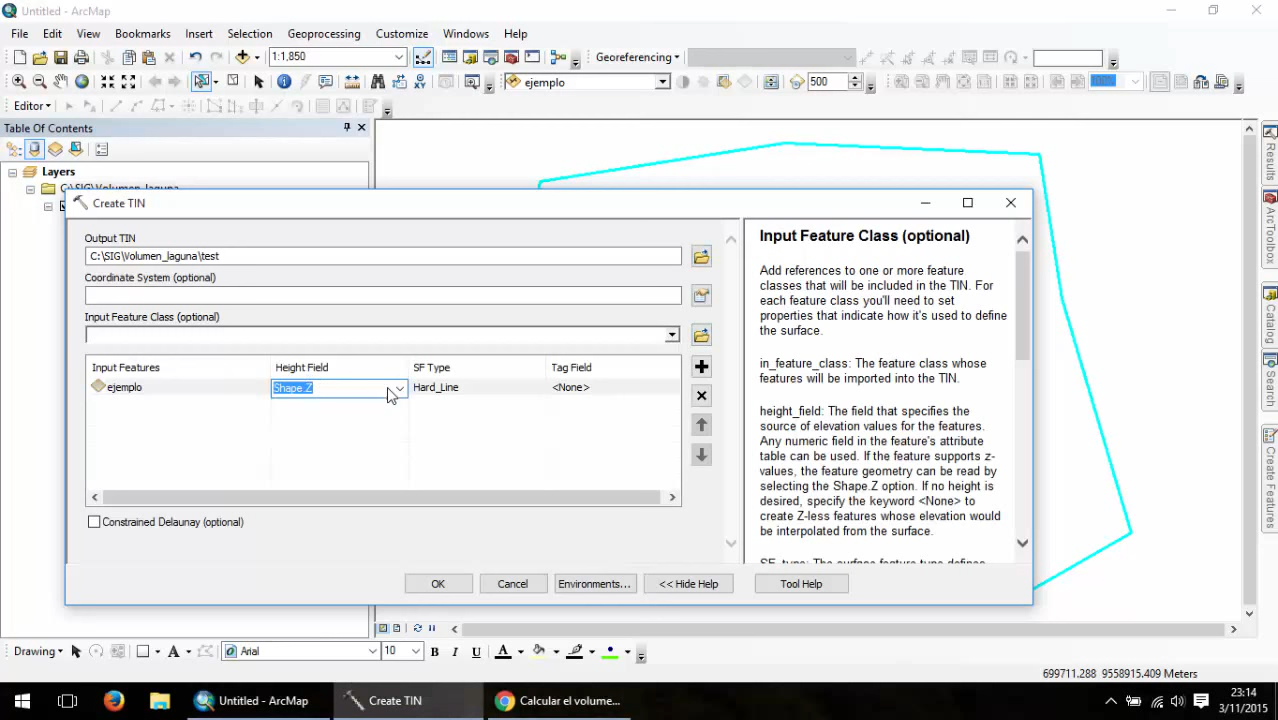 Untitled - ArcMap
File Edit View Bookmarks Insert Selection Geoprocessing Customize Windows Help
1:1,850
Georeferencing
ejemplo
500
Editor
Table Of Contents
Layers
C:\SIG\Volumen_laguna
Create TIN
Output TIN
C:\SIG\Volumen_laguna\test
Coordinate System (optional)
Input Feature Class (optional)
Input Features Height Field SF Type Tag Field
ejemplo Shape.Z Hard_Line <None>
Constrained Delaunay (optional)
OK Cancel Environments... << Hide Help Tool Help
Input Feature Class (optional)
Add references to one or more feature
classes that will be included in the TIN. For
each feature class you'll need to set
properties that indicate how it's used to define
the surface.
in_feature_class: The feature class whose
features will be imported into the TIN.
height_field: The field that specifies the
source of elevation values for the features.
Any numeric field in the feature's attribute
table can be used. If the feature supports z-
values, the feature geometry can be read by
selecting the Shape.Z option. If no height is
desired, specify the keyword <None> to
create Z-less features whose elevation would
be interpolated from the surface.
SF_type: The surface feature type defines
Results
ArcToolbox
Catalog
Search
Create Features
Drawing
A
Arial
10
B I U A
699711.288 9558915.409 Meters
Untitled - ArcMap
Create TIN
Calcular el volume...
23:14
3/11/2015